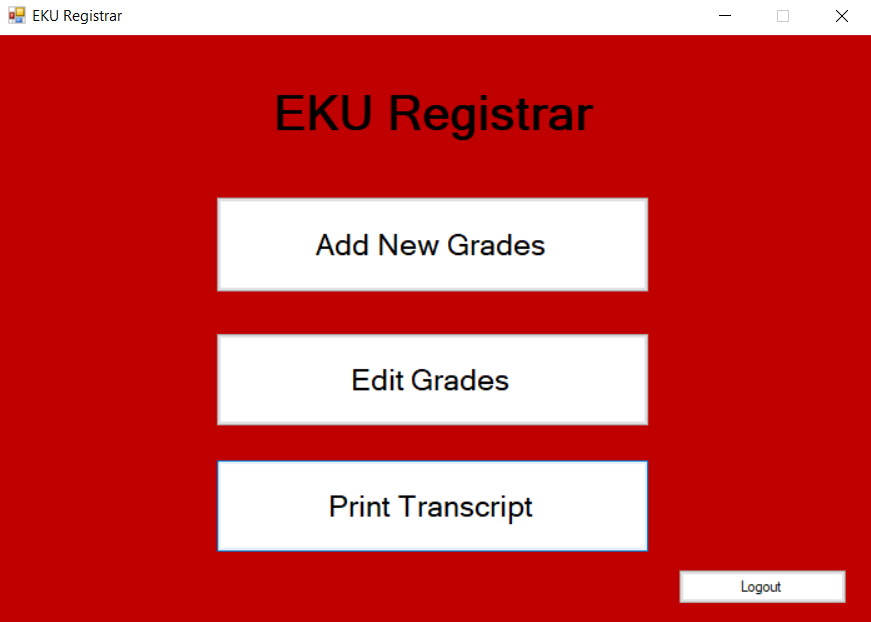 EKU Registrar
EKU Registrar
Add New Grades
Edit Grades
Print Transcript
Logout